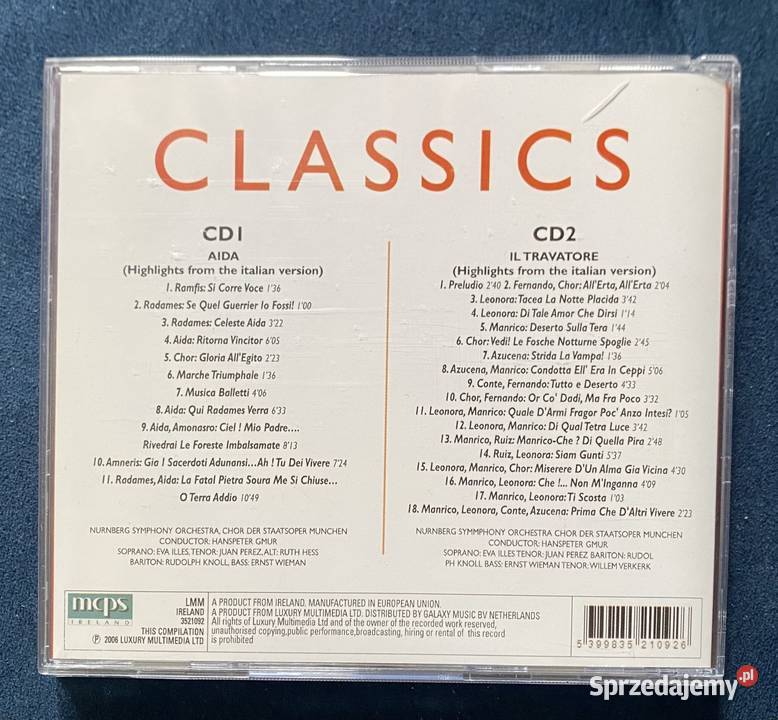 CLASSICS
CD1
AIDA
(Highlights from the italian version)
1. Ramfis: Si Corre Voce 1'36
2. Radames: Se Quel Guerrier Io Fossi! 1'00
3. Radames: Celeste Aida 3'22
4. Aida: Ritorna Vincitor 6'05
5. Chor: Gloria All'Egito 2'23
6. Marche Triumphale 1'36
7. Musica Balletti 4'06
8. Aida: Qui Radames Verra 6'33
9. Aida, Amonasro: Ciel ! Mio Padre....
Rivedrai Le Foreste Imbalsamate 8'13
10. Amneris: Gia I Sacerdoti Adunansi...Ah ! Tu Dei Vivere 7'24
11. Radames, Aida: La Fatal Pietra Soura Me Si Chiuse...
O Terra Addio 10'49
NURNBERG SYMPHONY ORCHESTRA, CHOR DER STAATSOPER MUNCHEN
CONDUCTOR: HANSPETER GMUR
SOPRANO: EVA ILLES, TENOR: JUAN PEREZ, ALT: RUTH HESS
BARITON: RUDOLPH KNOLL, BASS: ERNST WIEMAN
CD2
IL TRAVATORE
(Highlights from the italian version)
1. Preludio 2'40 2. Fernando, Chor: All'Erta, All'Erta 2'04
3. Leonora: Tacea La Notte Placida 3'42
4. Leonora: Di Tale Amor Che Dirsi 1'14
5. Manrico: Deserto Sulla Tera 1'44
6. Chor: Vedi! Le Fosche Notturne Spoglie 2'45
7. Azucena: Strida La Vampa! 1'36
8. Azucena, Manrico: Condotta Ell' Era In Ceppi 5'06
9. Conte, Fernando: Tutto e Deserto 4'33
10. Chor, Fernando: Or Co' Dadi, Ma Fra Poco 3'32
11. Leonora, Manrico: Quale D'Armi Fragor Poc' Anzo Intesi? 1'05
12. Leonora, Manrico: Di Qual Tetra Luce 3'42
13. Manrico, Ruiz: Manrico-Che ? Di Quella Pira 2'48
14. Ruiz, Leonora: Siam Gunti 5'37
15. Leonora, Manrico, Chor: Miserere D'Un Alma Gia Vicina 4'30
16. Manrico, Leonora: Che !... Non M'Inganna 4'09
17. Manrico, Leonora: Ti Scosta 1'03
18. Manrico, Leonora, Conte, Azucena: Prima Che D'Altri Vivere 2'23
NURNBERG SYMMPHONY ORCHESTRA CHOR DER STAATSOPER MUNCHEN
CONDUCTOR: HANSPETER GMUR
SOPRANO: EVA ILLES TENOR: JUAN PEREZ BARITON: RUDOL
PH KNOLL BASS: ERNST WIEMAN TENOR: WILLEM VERKERK
mcps
IRELAND
LMM
IRELAND
3521092
THIS COMPILATION
℗ 2006 LUXURY MULTIMEDIA LTD
A PRODUCT FROM IRELAND. MANUFACTURED IN EUROPEAN UNION.
A PRODUCT FROM LUXURY MULTIMEDIA LTD. DISTRIBUTED BY GALAXY MUSIC BV NETHERLANDS
All rights of Luxury Multimedia Ltd and of the owner of the recorded work reserved,
unauthorised copying,public performance,broadcasting, hiring or rental of this record
is prohibited
5 399835 210926
Sprzedajemy.pl